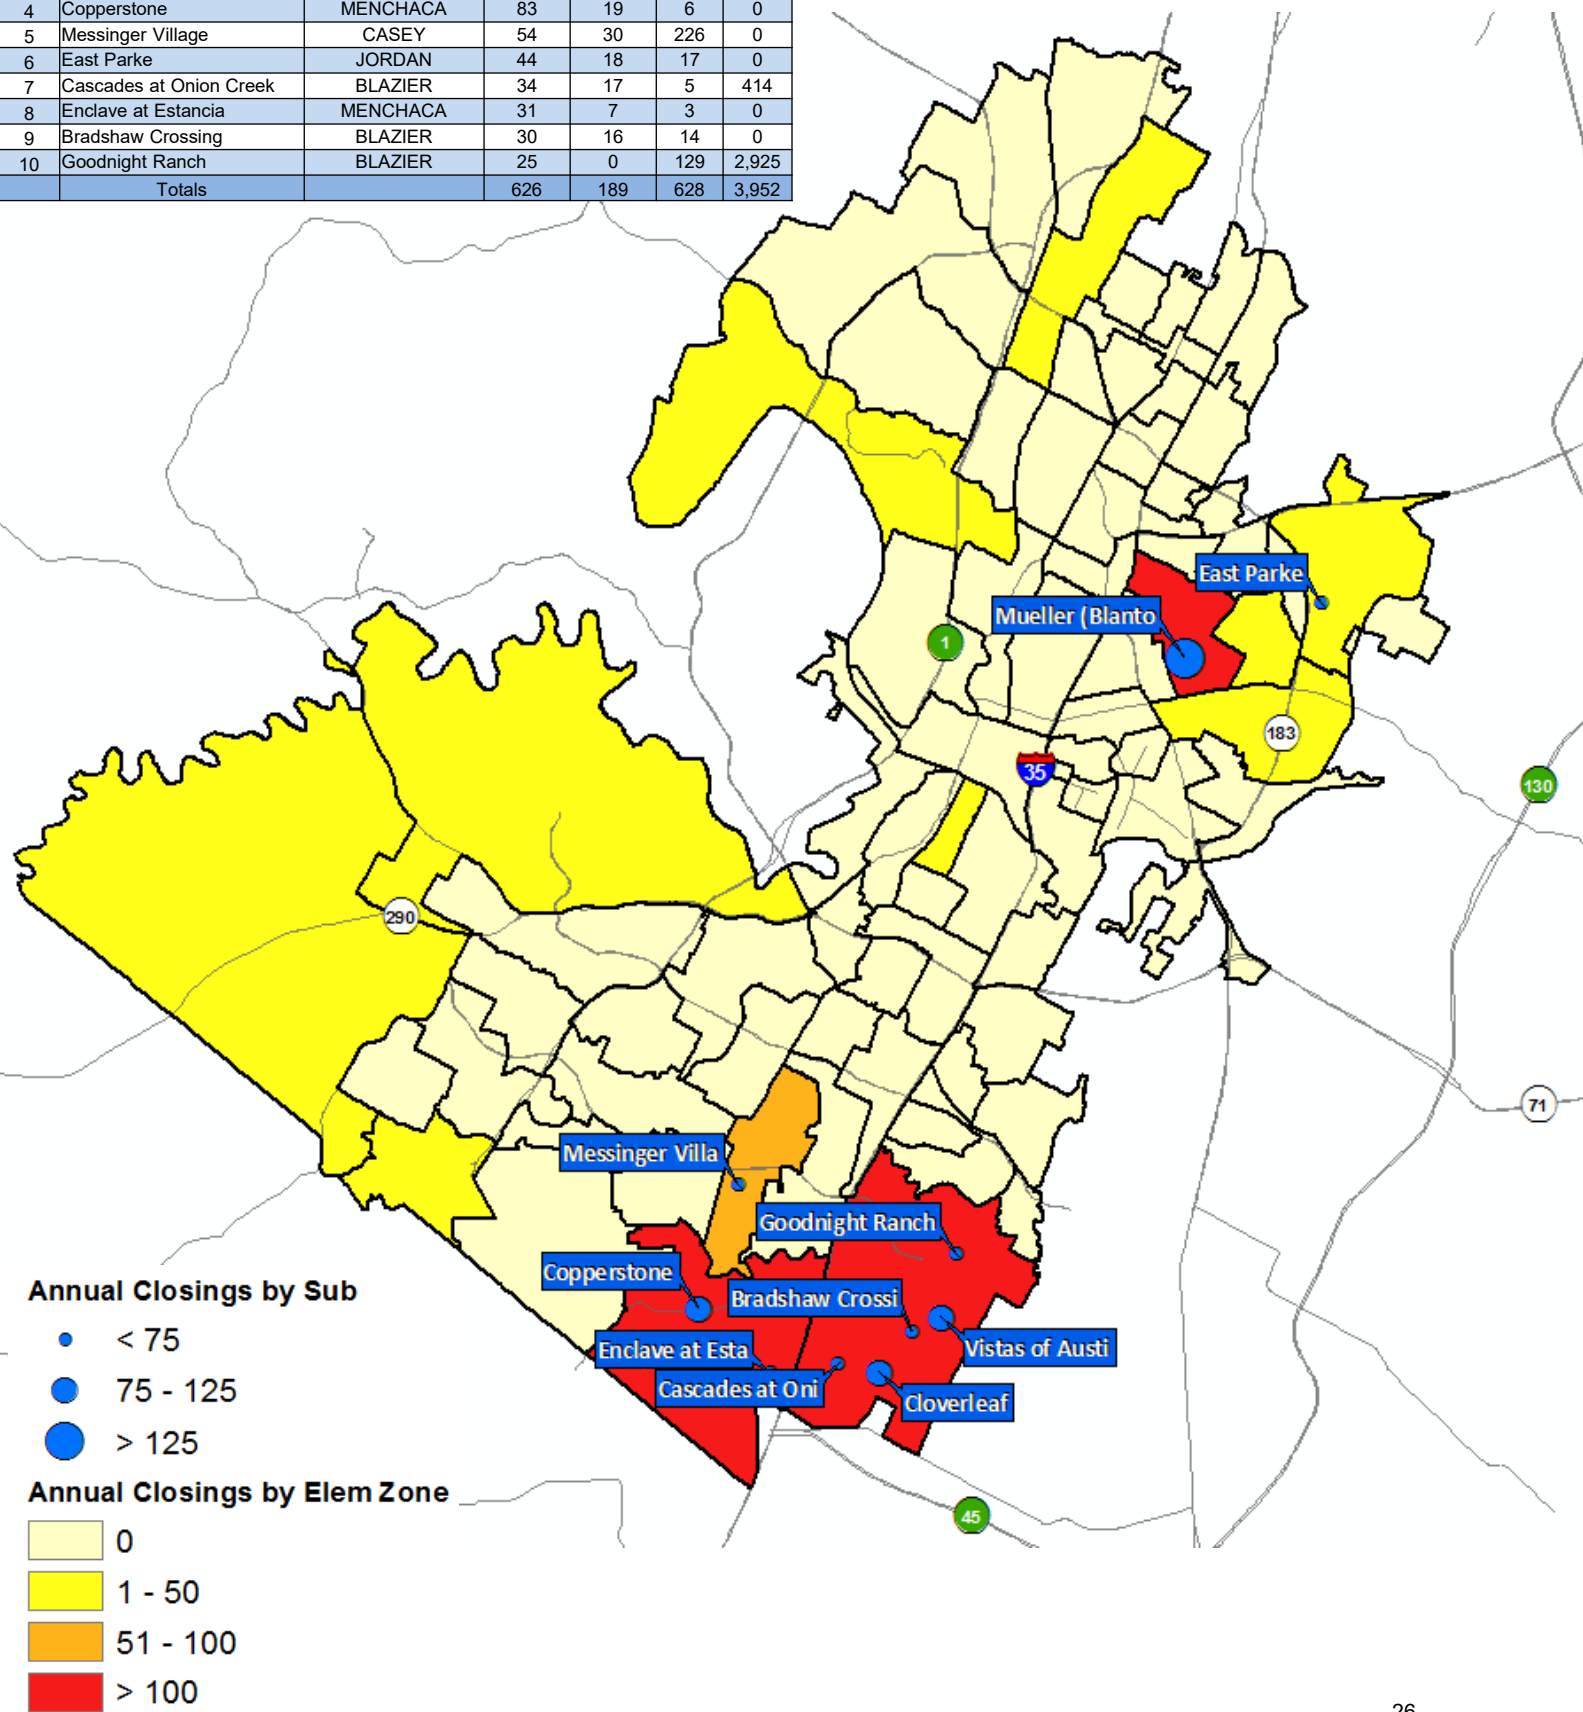 4 Copperstone MENCHACA 83 19 6 0
5 Messinger Village CASEY 54 30 226 0
6 East Parke JORDAN 44 18 17 0
7 Cascades at Onion Creek BLAZIER 34 17 5 414
8 Enclave at Estancia MENCHACA 31 7 3 0
9 Bradshaw Crossing BLAZIER 30 16 14 0
10 Goodnight Ranch BLAZIER 25 0 129 2,925
Totals 626 189 628 3,952
East Parke
Mueller (Blanto
1
183
35
130
290
71
Messinger Villa
Goodnight Ranch
Copperstone
Bradshaw Crossi
Enclave at Esta
Vistas of Austi
Cascades at Oni
Cloverleaf
45
Annual Closings by Sub
< 75
75 - 125
> 125
Annual Closings by Elem Zone
0
1 - 50
51 - 100
> 100
26